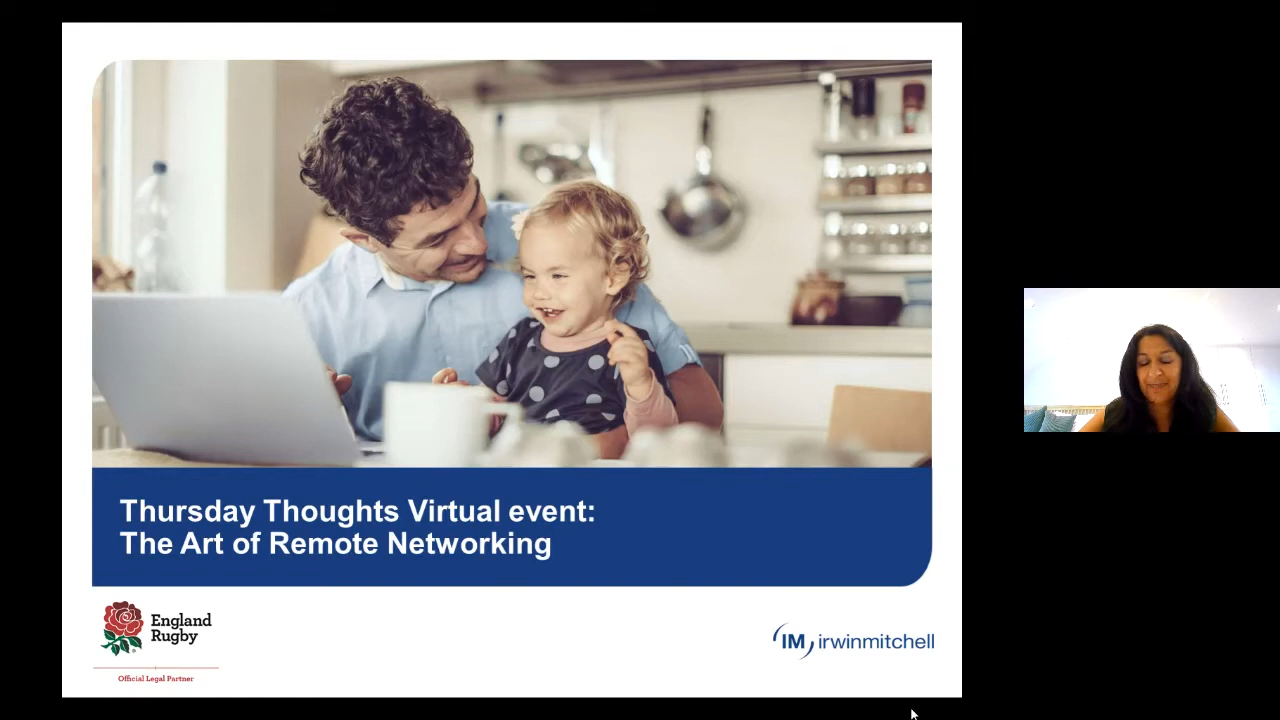 Thursday Thoughts Virtual event:
The Art of Remote Networking
England
Rugby
Official Legal Partner
IM irwinmitchell